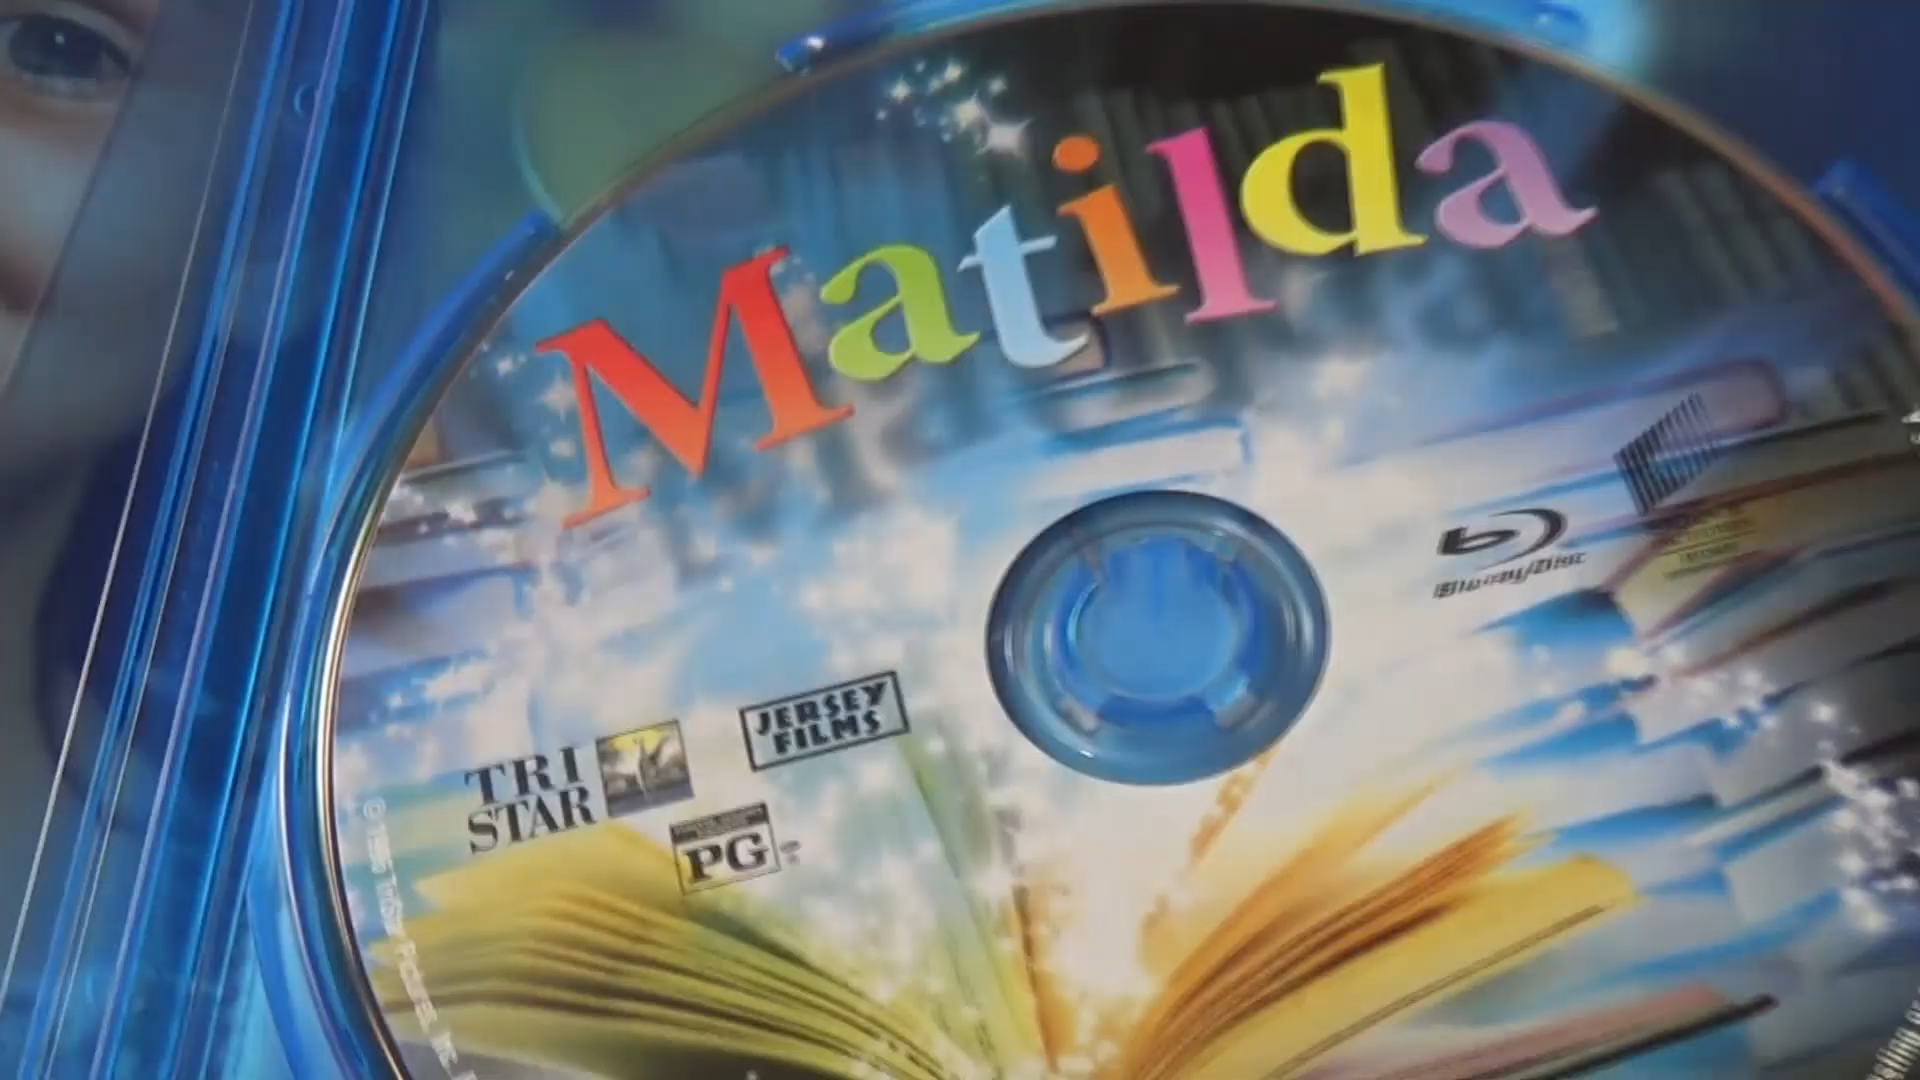 Matilda
Blu-ray Disc
JERSEY
FILMS
TRI
STAR
PG